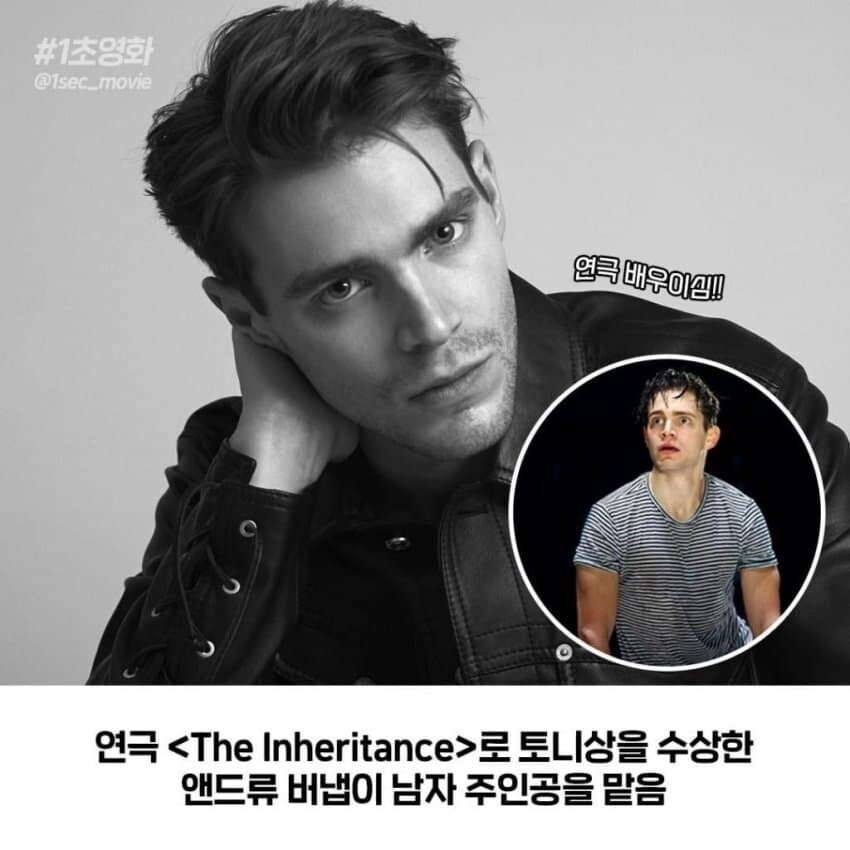 #1초영화
@1sec_movie
연극 배우이심!!
연극 <The Inheritance>로 토니상을 수상한
앤드류 버냅이 남자 주인공을 맡음